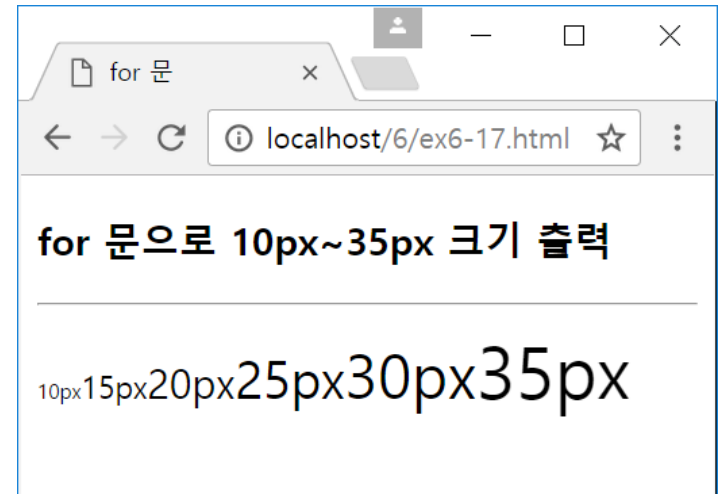 for 문
localhost/6/ex6-17.html
for 문으로 10px~35px 크기 출력
10px15px20px25px30px35px